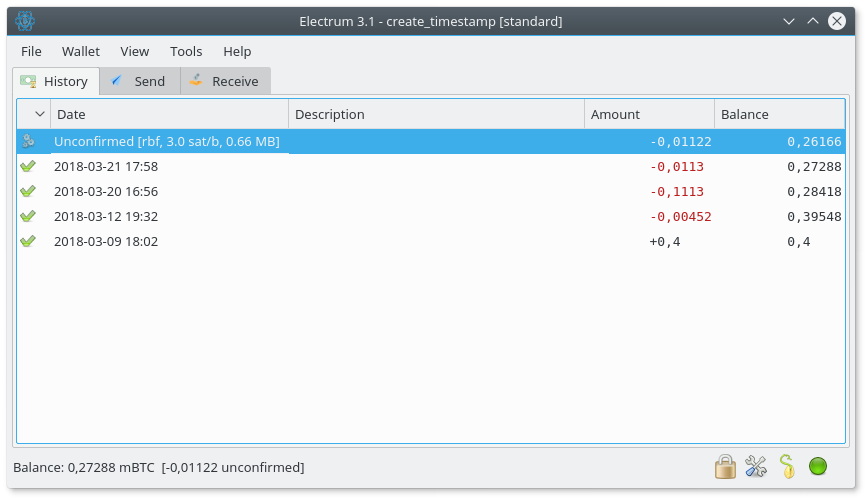 Electrum 3.1 - create_timestamp [standard]
File Wallet View Tools Help
History Send Receive
Date Description Amount Balance
Unconfirmed [rbf, 3.0 sat/b, 0.66 MB] -0,01122 0,26166
2018-03-21 17:58 -0,0113 0,27288
2018-03-20 16:56 -0,1113 0,28418
2018-03-12 19:32 -0,00452 0,39548
2018-03-09 18:02 +0,4 0,4
Balance: 0,27288 mBTC [-0,01122 unconfirmed]